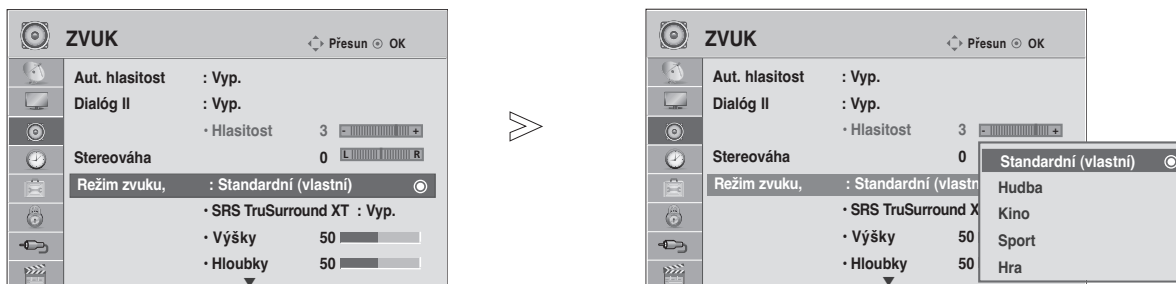 ZVUK Přesun OK
Aut. hlasitost : Vyp.
Dialóg II : Vyp.
• Hlasitost 3 - +
Stereováha 0 L R
Režim zvuku, : Standardní (vlastní)
• SRS TruSurround XT : Vyp.
• Výšky 50
• Hloubky 50
ZVUK Přesun OK
Aut. hlasitost : Vyp.
Dialóg II : Vyp.
• Hlasitost 3 - +
Stereováha 0
Režim zvuku, : Standardní (vlastn
• SRS TruSurround X
• Výšky 50
• Hloubky 50
Standardní (vlastní)
Hudba
Kino
Sport
Hra